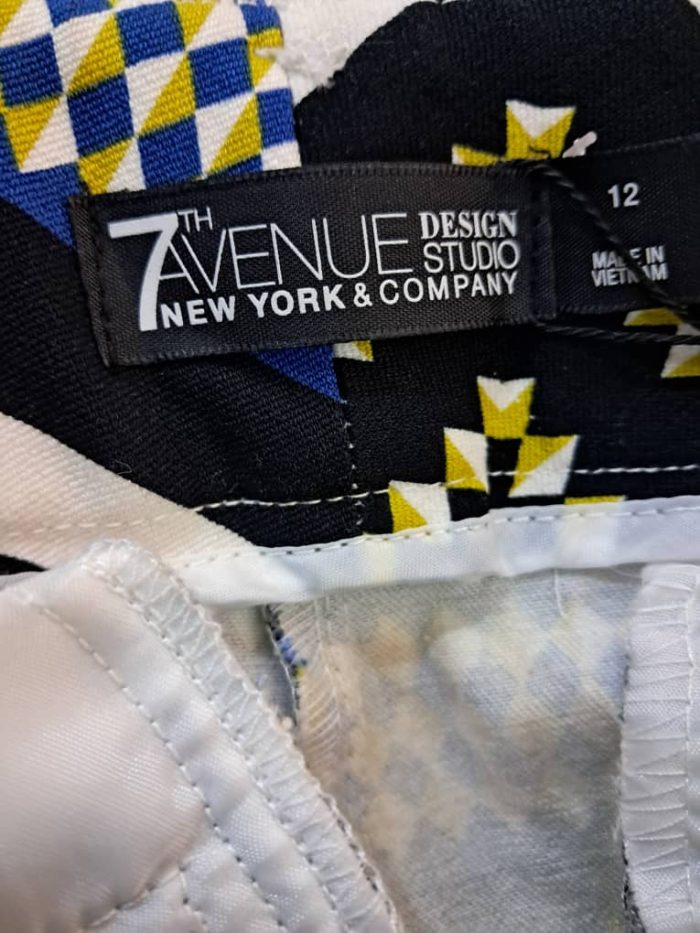 7TH AVENUE DESIGN STUDIO
NEW YORK & COMPANY
12
MADE IN
VIETNAM